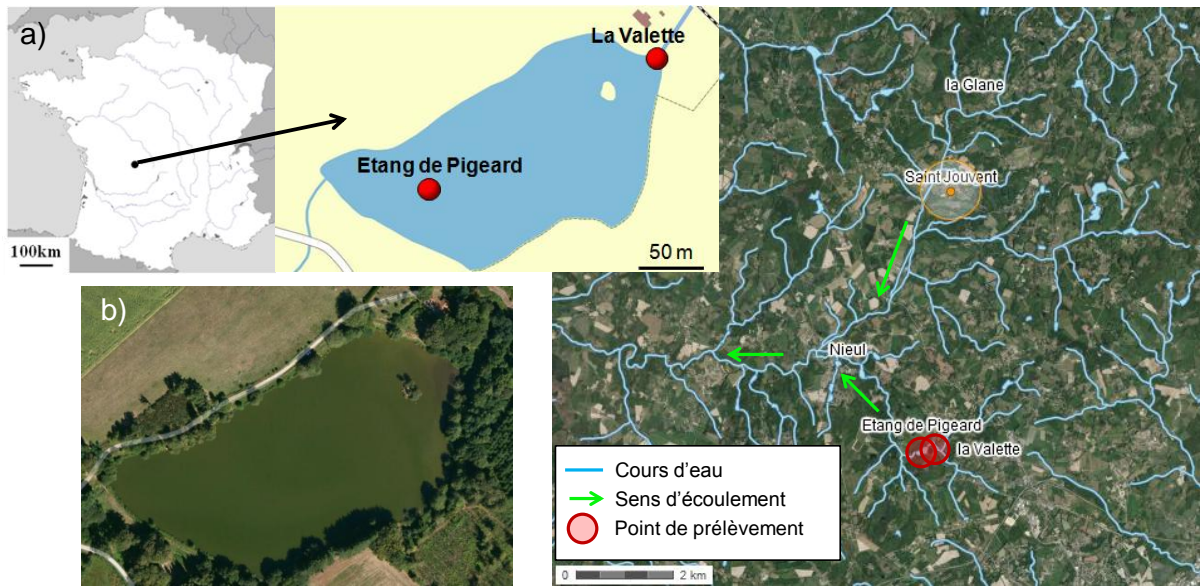 a)
100km
La Valette
Etang de Pigeard
50 m
b)
la Glane
Saint Jouvent
Nieul
Etang de Pigeard
la Valette
Cours d'eau
Sens d'écoulement
Point de prélèvement
0 2 km